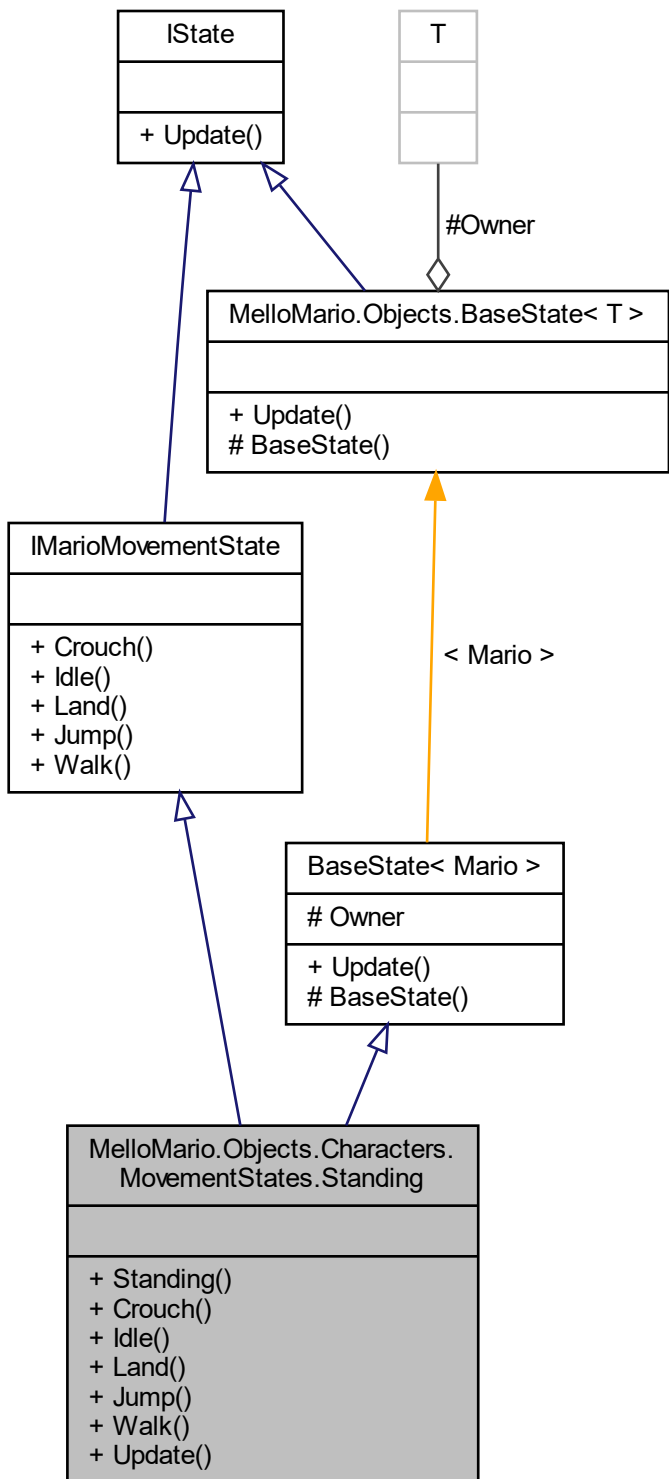 IState
+ Update()
T
#Owner
MelloMario.Objects.BaseState< T >
+ Update()
# BaseState()
IMarioMovementState
+ Crouch()
+ Idle()
+ Land()
+ Jump()
+ Walk()
< Mario >
BaseState< Mario >
# Owner
+ Update()
# BaseState()
MelloMario.Objects.Characters.
MovementStates.Standing
+ Standing()
+ Crouch()
+ Idle()
+ Land()
+ Jump()
+ Walk()
+ Update()